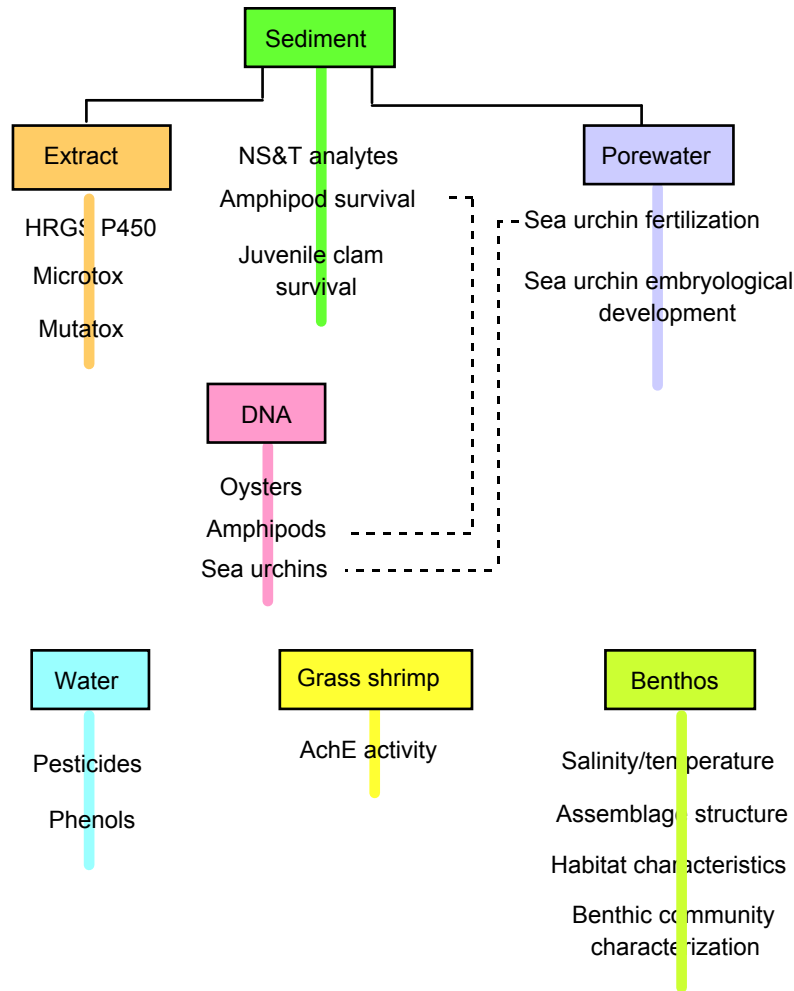 Sediment
Extract
HRGS P450
Microtox
Mutatox
NS&T analytes
Amphipod survival
Juvenile clam
survival
Porewater
Sea urchin fertilization
Sea urchin embryological
development
DNA
Oysters
Amphipods
Sea urchins
Water
Pesticides
Phenols
Grass shrimp
AchE activity
Benthos
Salinity/temperature
Assemblage structure
Habitat characteristics
Benthic community
characterization